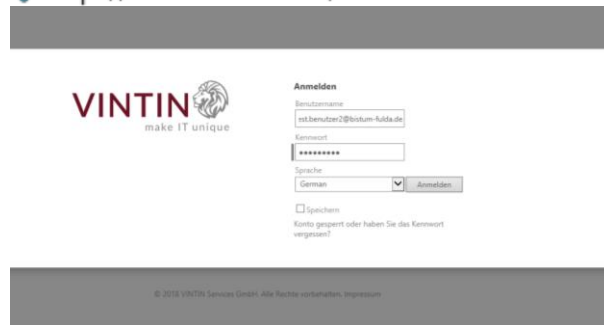 VINTIN
make IT unique
Anmelden
Benutzername
sst.benutzer2@bistum-fulda.de
Kennwort
•••••••••
Sprache
German
Anmelden
Speichern
Konto gesperrt oder haben Sie das Kennwort
vergessen?
© 2018 VINTIN Services GmbH. Alle Rechte vorbehalten. Impressum